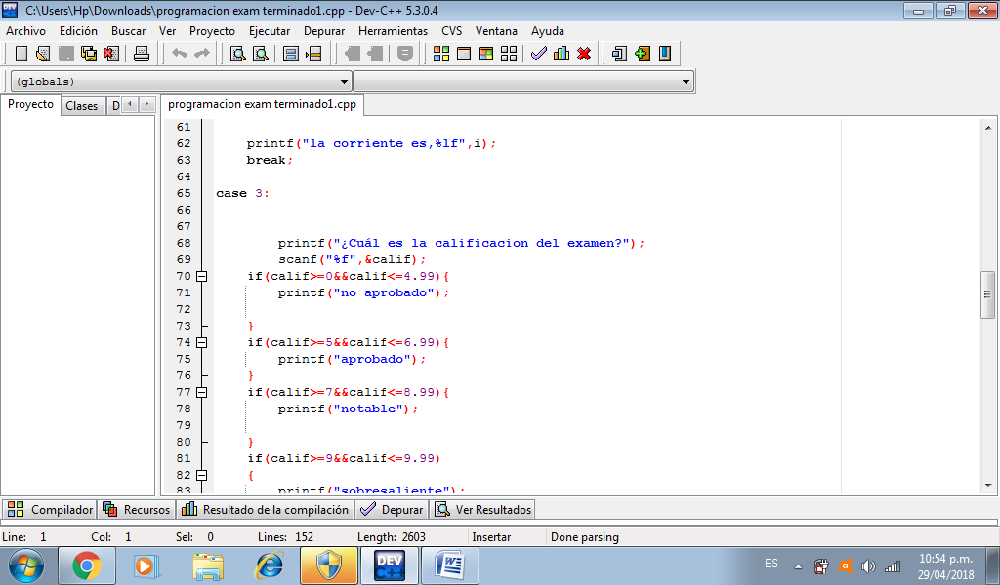 C:\Users\Hp\Downloads\programacion exam terminado1.cpp - Dev-C++ 5.3.0.4
Archivo Edición Buscar Ver Proyecto Ejecutar Depurar Herramientas CVS Ventana Ayuda
(globals)
Proyecto Clases D
programacion exam terminado1.cpp
61
62 printf("la corriente es,%lf",i);
63 break;
64
65 case 3:
66
67
68 printf("¿Cuál es la calificacion del examen?");
69 scanf("%f",&calif);
70 if(calif>=0&&calif<=4.99){
71 printf("no aprobado");
72
73 }
74 if(calif>=5&&calif<=6.99){
75 printf("aprobado");
76 }
77 if(calif>=7&&calif<=8.99){
78 printf("notable");
79
80 }
81 if(calif>=9&&calif<=9.99)
82 {
83 printf("sobresaliente");
Compilador Recursos Resultado de la compilación Depurar Ver Resultados
Line: 1 Col: 1 Sel: 0 Lines: 152 Length: 2603 Insertar Done parsing
DEV C++
ES
10:54 p.m.
29/04/2018